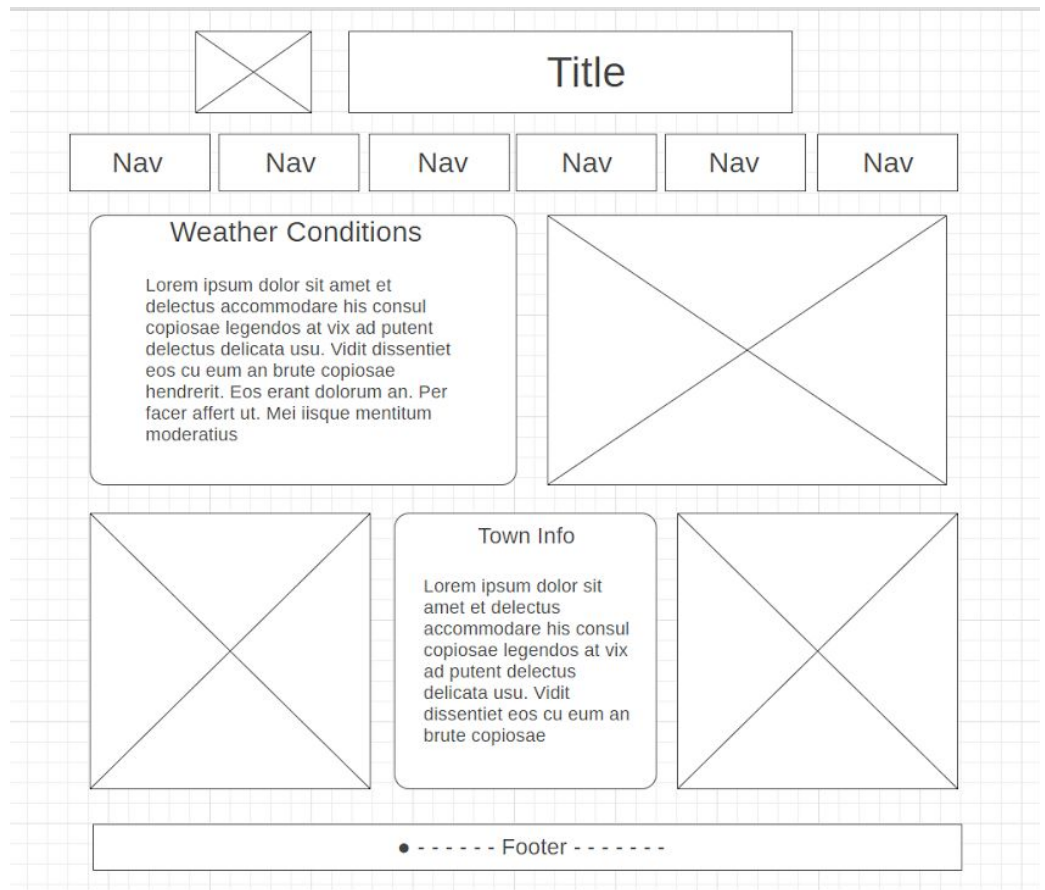 Title
Nav Nav Nav Nav Nav Nav
Weather Conditions
Lorem ipsum dolor sit amet et
delectus accommodare his consul
copiosae legendos at vix ad putent
delectus delicata usu. Vidit dissentiet
eos cu eum an brute copiosae
hendrerit. Eos erant dolorum an. Per
facer affert ut. Mei iisque mentitum
moderatius
Town Info
Lorem ipsum dolor sit
amet et delectus
accommodare his consul
copiosae legendos at vix
ad putent delectus
delicata usu. Vidit
dissentiet eos cu eum an
brute copiosae
● - - - - - - Footer - - - - - - -